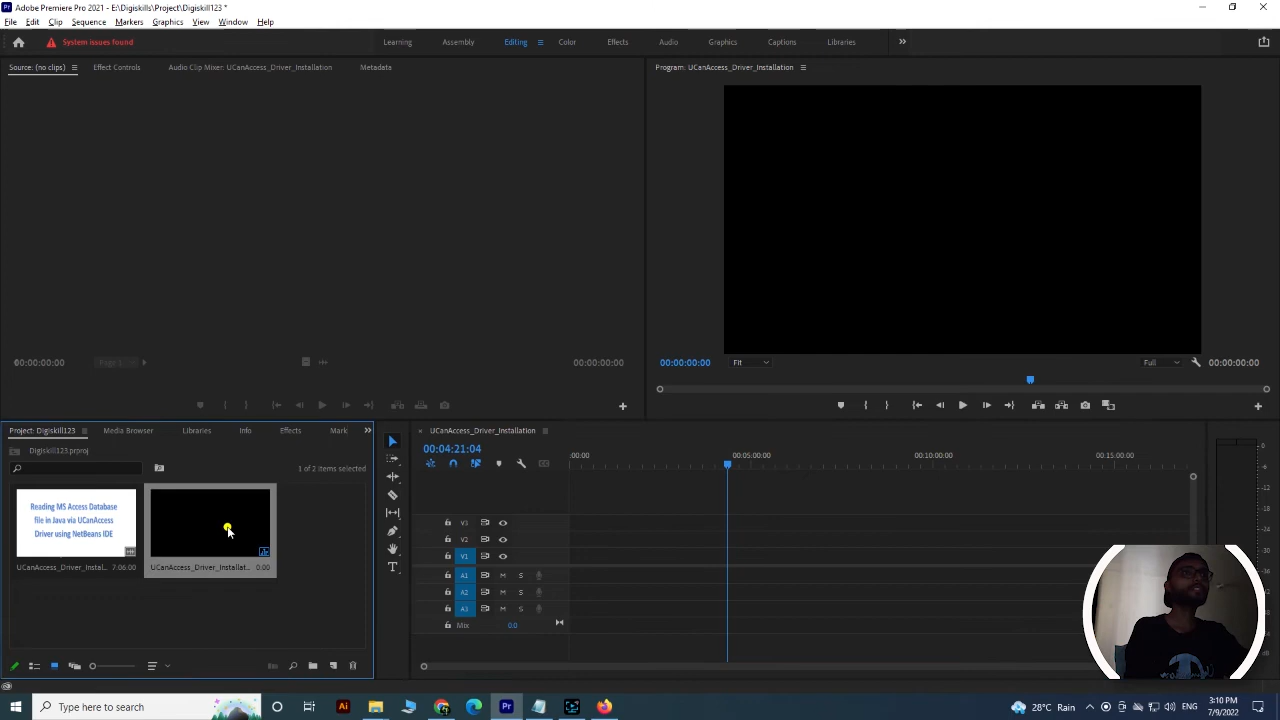 Adobe Premiere Pro 2021 - E:\Digiskills\Project\Digiskill123 *
File Edit Clip Sequence Markers Graphics View Window Help
System issues found
Learning Assembly Editing Color Effects Audio Graphics Captions Libraries
Source: (no clips) Effect Controls Audio Clip Mixer: UCanAccess_Driver_Installation Metadata
Program: UCanAccess_Driver_Installation
00:00:00:00 Page 1 00:00:00:00
00:00:00:00 Fit Full 00:00:00:00
Project: Digiskill123 Media Browser Libraries Info Effects Mark
Digiskill123.prproj
1 of 2 items selected
Reading MS Access Database
file in Java via UCanAccess
Driver using NetBeans IDE
UCanAccess_Driver_Instal... 7:06:00
UCanAccess_Driver_Installat... 0:00
UCanAccess_Driver_Installation
00:04:21:04
:00:00 00:05:00:00 00:10:00:00 00:15:00:00
V3
V2
V1
A1 M S
A2 M S
A3 M S
Mix 0.0
Type here to search
28°C Rain
ENG
3:10 PM
7/9/2022